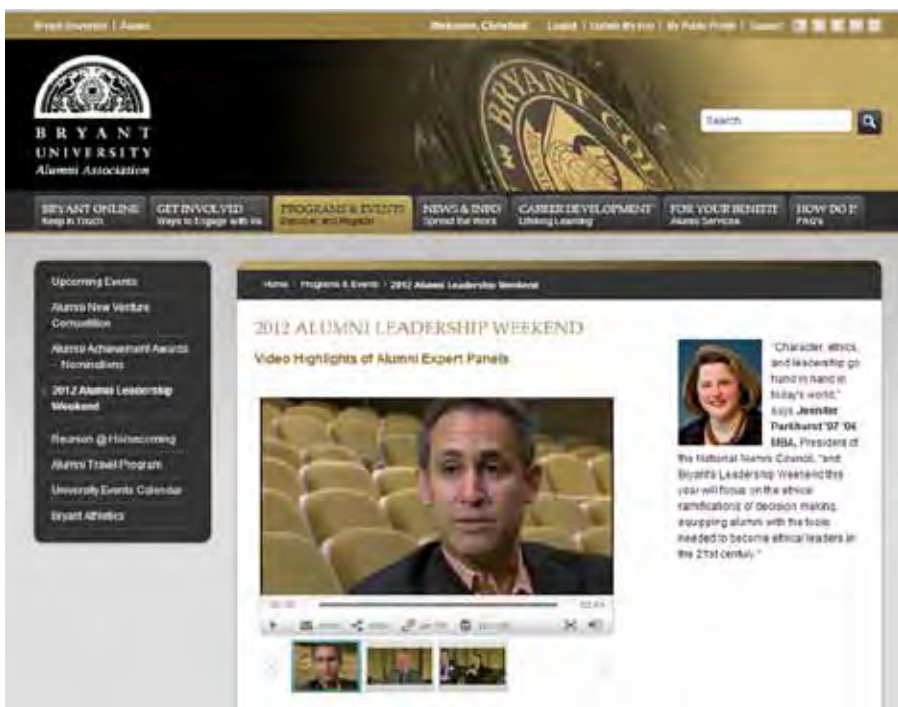 Bryant University | Alumni
Welcome, Logout | Update My Info | My Public Profile | Support
Search
BRYANT
UNIVERSITY
Alumni Association
BRYANT COL
BRYANT ONLINE
Keep in Touch
GET INVOLVED
Ways to Engage with Us
PROGRAMS & EVENTS
Discover and Register
NEWS & INFO
Spread the Word
CAREER DEVELOPMENT
Lifelong Learning
FOR YOUR BENEFIT
Alumni Services
HOW DO I?
FAQ's
Upcoming Events
Alumni New Venture
Competition
Alumni Achievement Awards
- Nominations
2012 Alumni Leadership
Weekend
Reunion @ Homecoming
Alumni Travel Program
University Events Calendar
Bryant Athletics
Home Programs & Events 2012 Alumni Leadership Weekend
2012 ALUMNI LEADERSHIP WEEKEND
Video Highlights of Alumni Expert Panels
"Character, ethics,
and leadership go
hand in hand in
today's world,"
says Jennifer
Parkhurst '97 '04
MBA, President of
the National Alumni Council, "and
Bryant's Leadership Weekend this
year will focus on the ethical
ramifications of decision making,
equipping alumni with the tools
needed to become ethical leaders in
the 21st century."